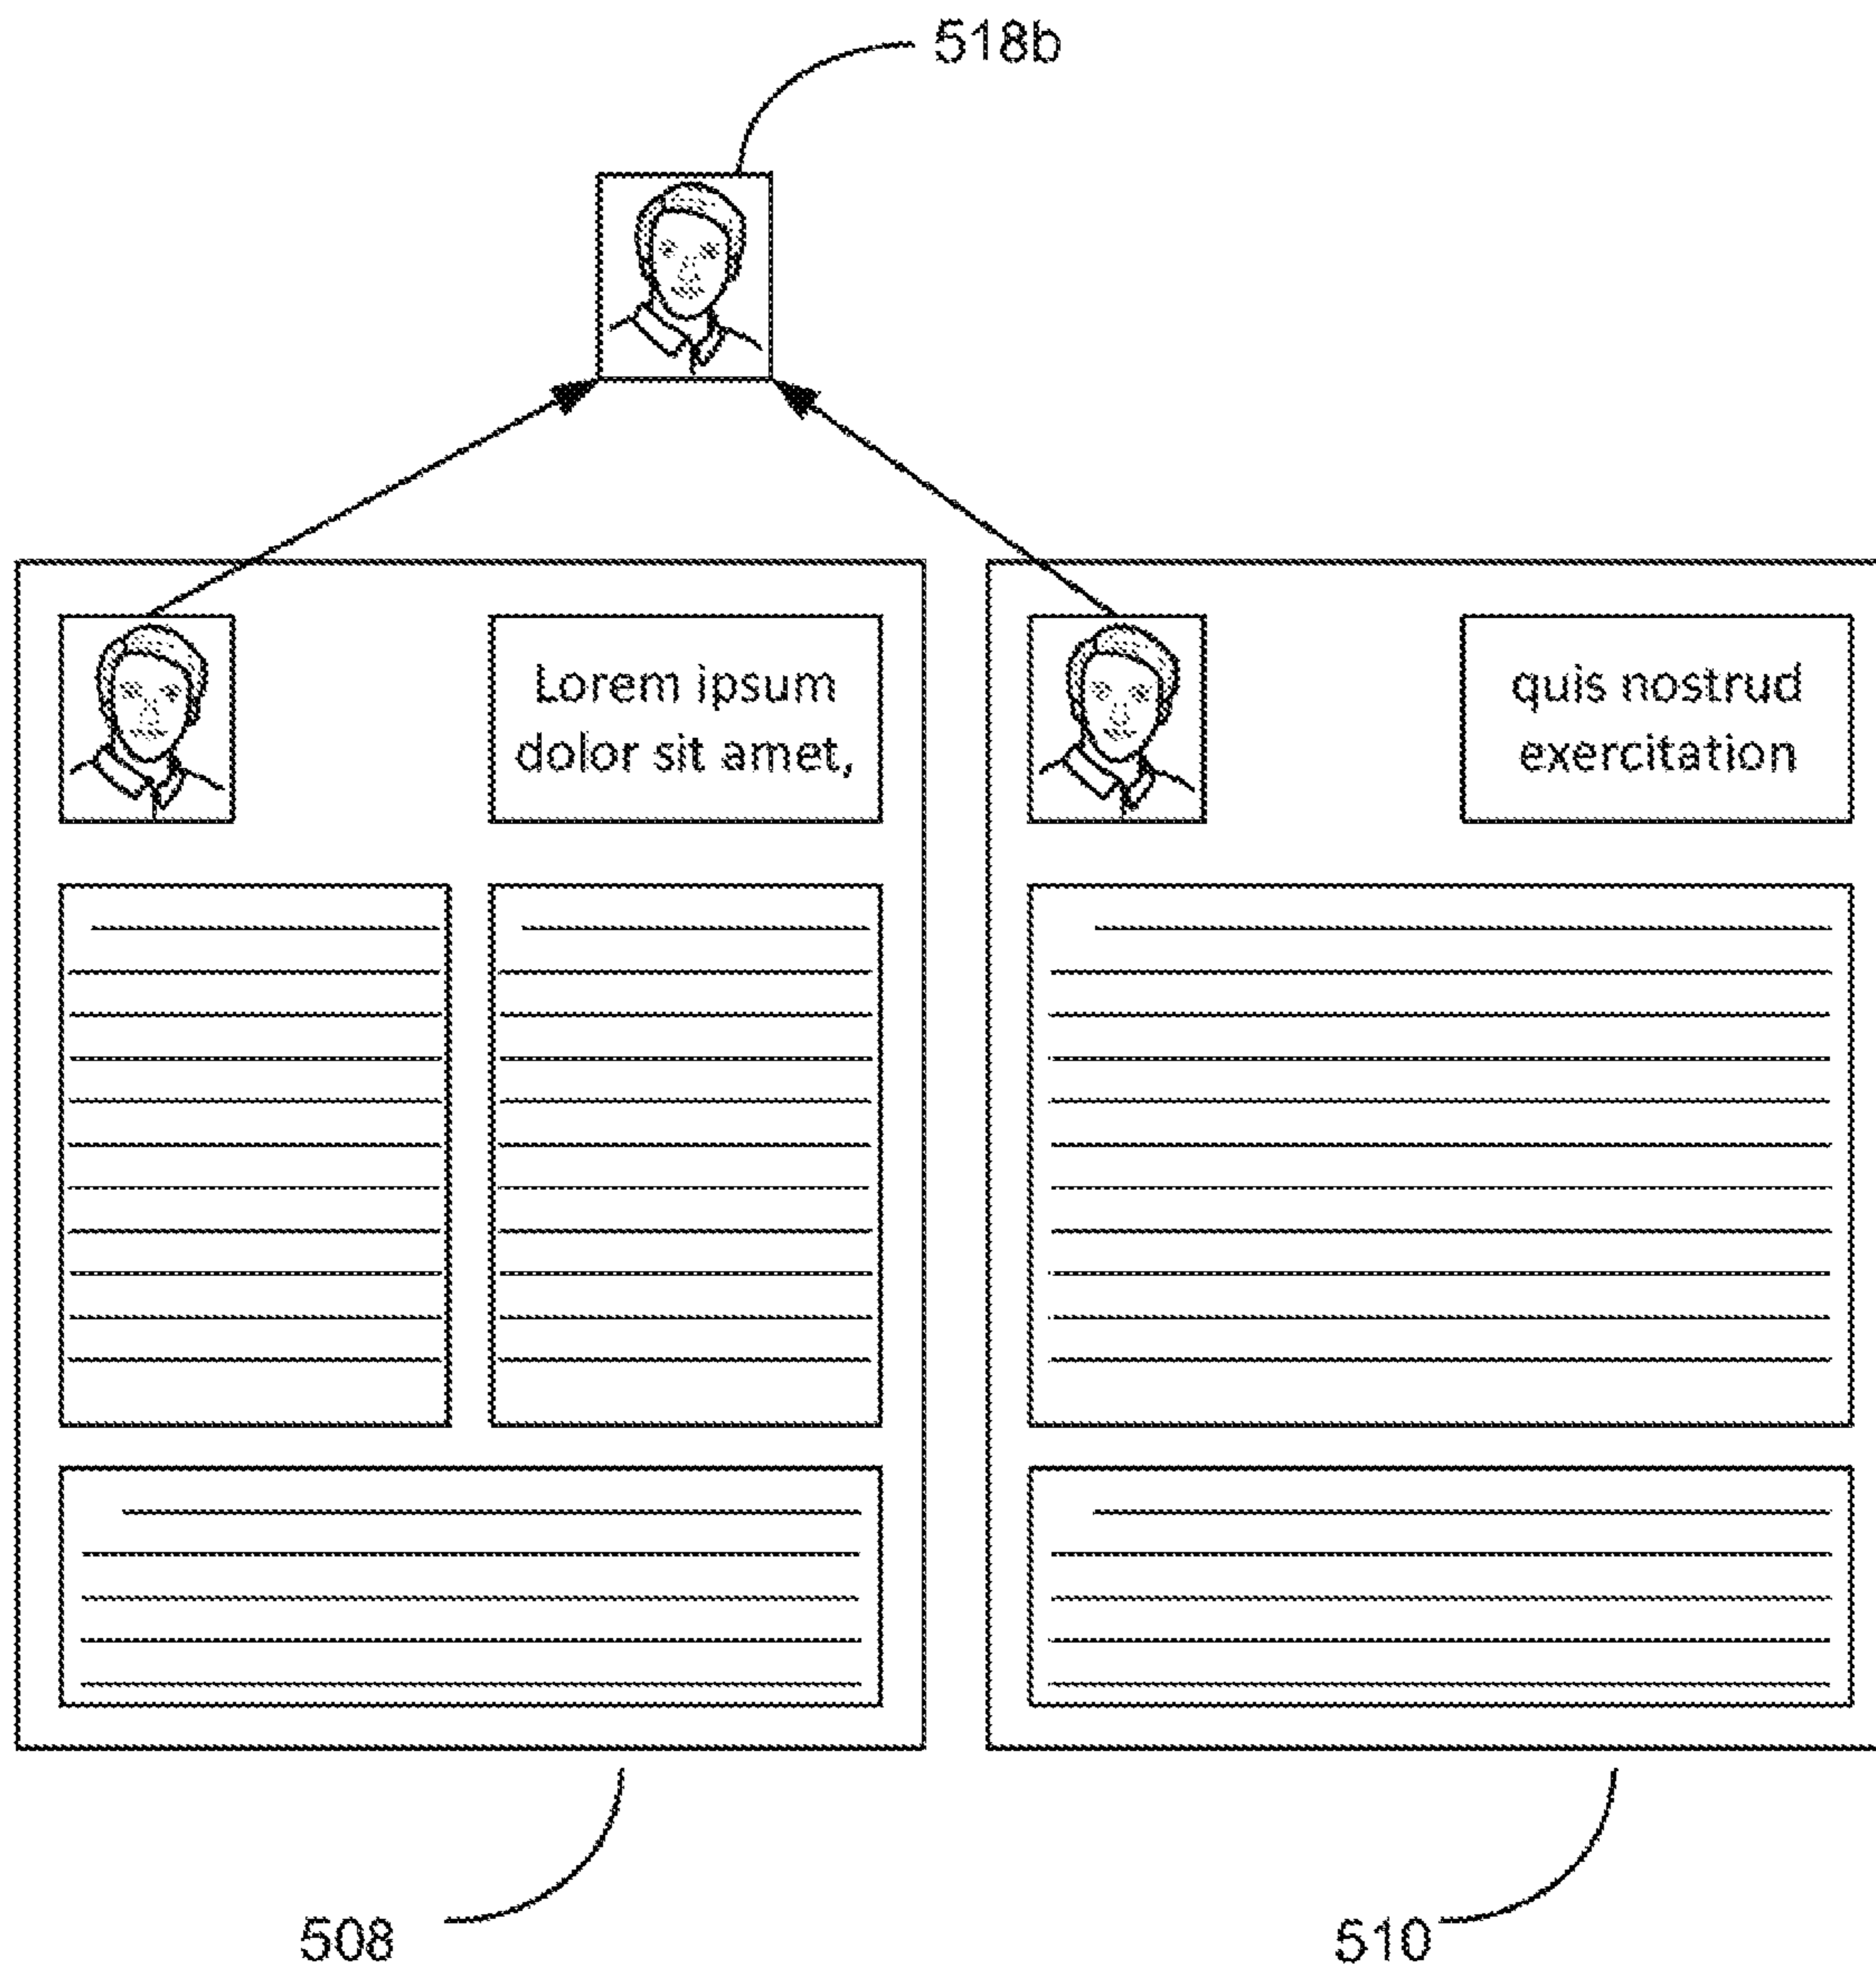 518b
Lorem ipsum
dolor sit amet,
quis nostrud
exercitation
508
510